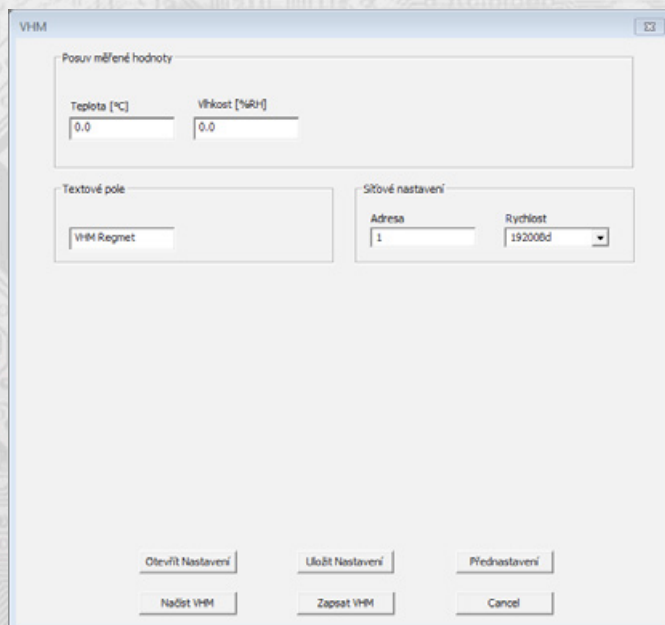 VHM
Posuv měřené hodnoty
Teplota [°C]
Vlhkost [%RH]
0.0
0.0
Textové pole
VHM Regmet
Síťové nastavení
Adresa
Rychlost
1
19200Bd
Otevřít Nastavení
Uložit Nastavení
Přednastavení
Načíst VHM
Zapsat VHM
Cancel